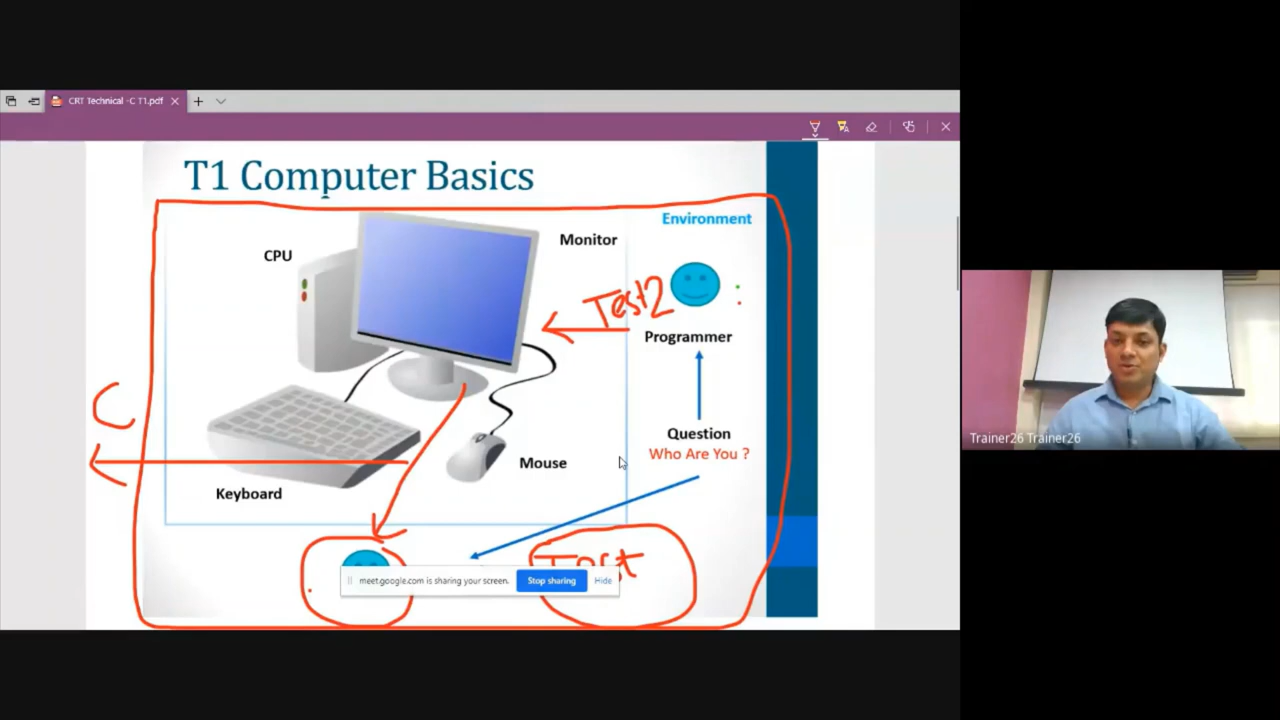 CRT Technical -C T1.pdf
T1 Computer Basics
Environment
Monitor
CPU
Test2
Programmer
C
Question
Who Are You ?
Mouse
Keyboard
Trainer26 Trainer26
Test
meet.google.com is sharing your screen.
Stop sharing
Hide